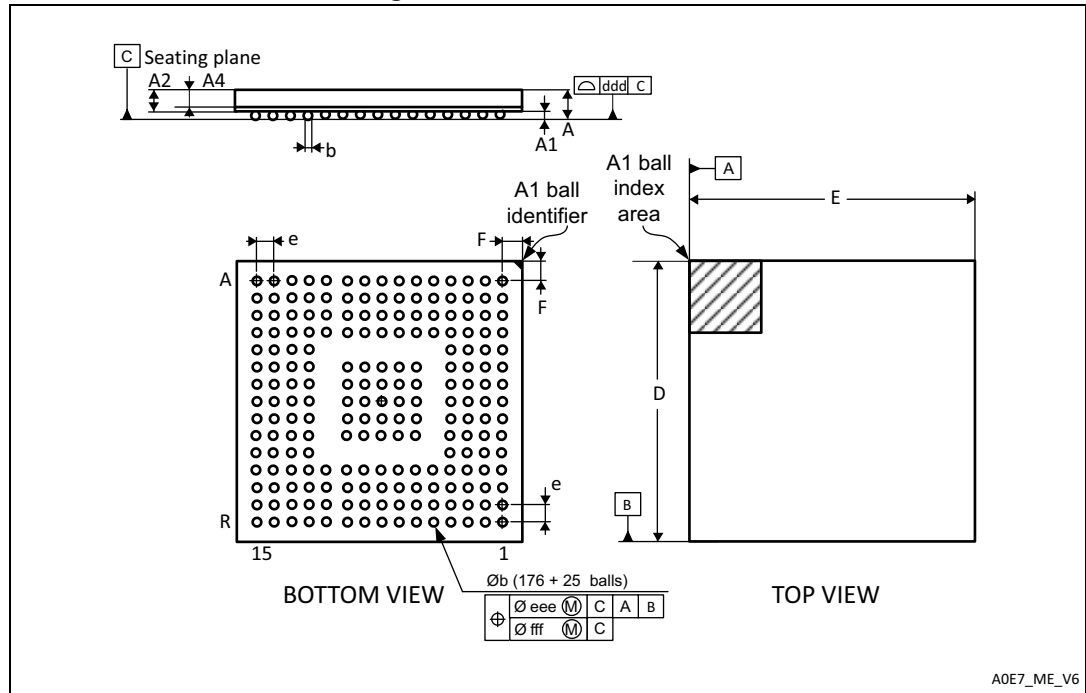 C Seating plane
A2 A4
ddd C
A
A1
b
A1 ball
identifier
A1 ball
index
area
A
E
e
F
A
F
D
e
B
R
15
1
BOTTOM VIEW
TOP VIEW
Øb (176 + 25 balls)
Ø eee Ⓜ C A B
Ø fff Ⓜ C
A0E7_ME_V6